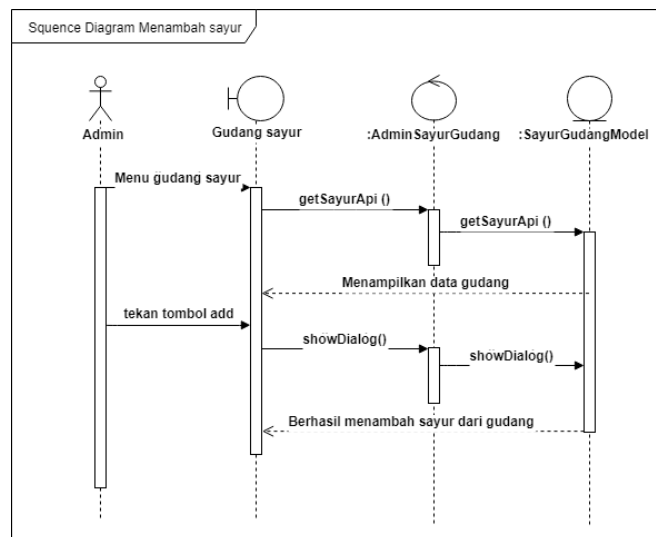 Squence Diagram Menambah sayur
Admin
Gudang sayur
:AdminSayurGudang
:SayurGudangModel
Menu gudang sayur
getSayurApi ()
getSayurApi ()
Menampilkan data gudang
tekan tombol add
showDialog()
showDialog()
Berhasil menambah sayur dari gudang